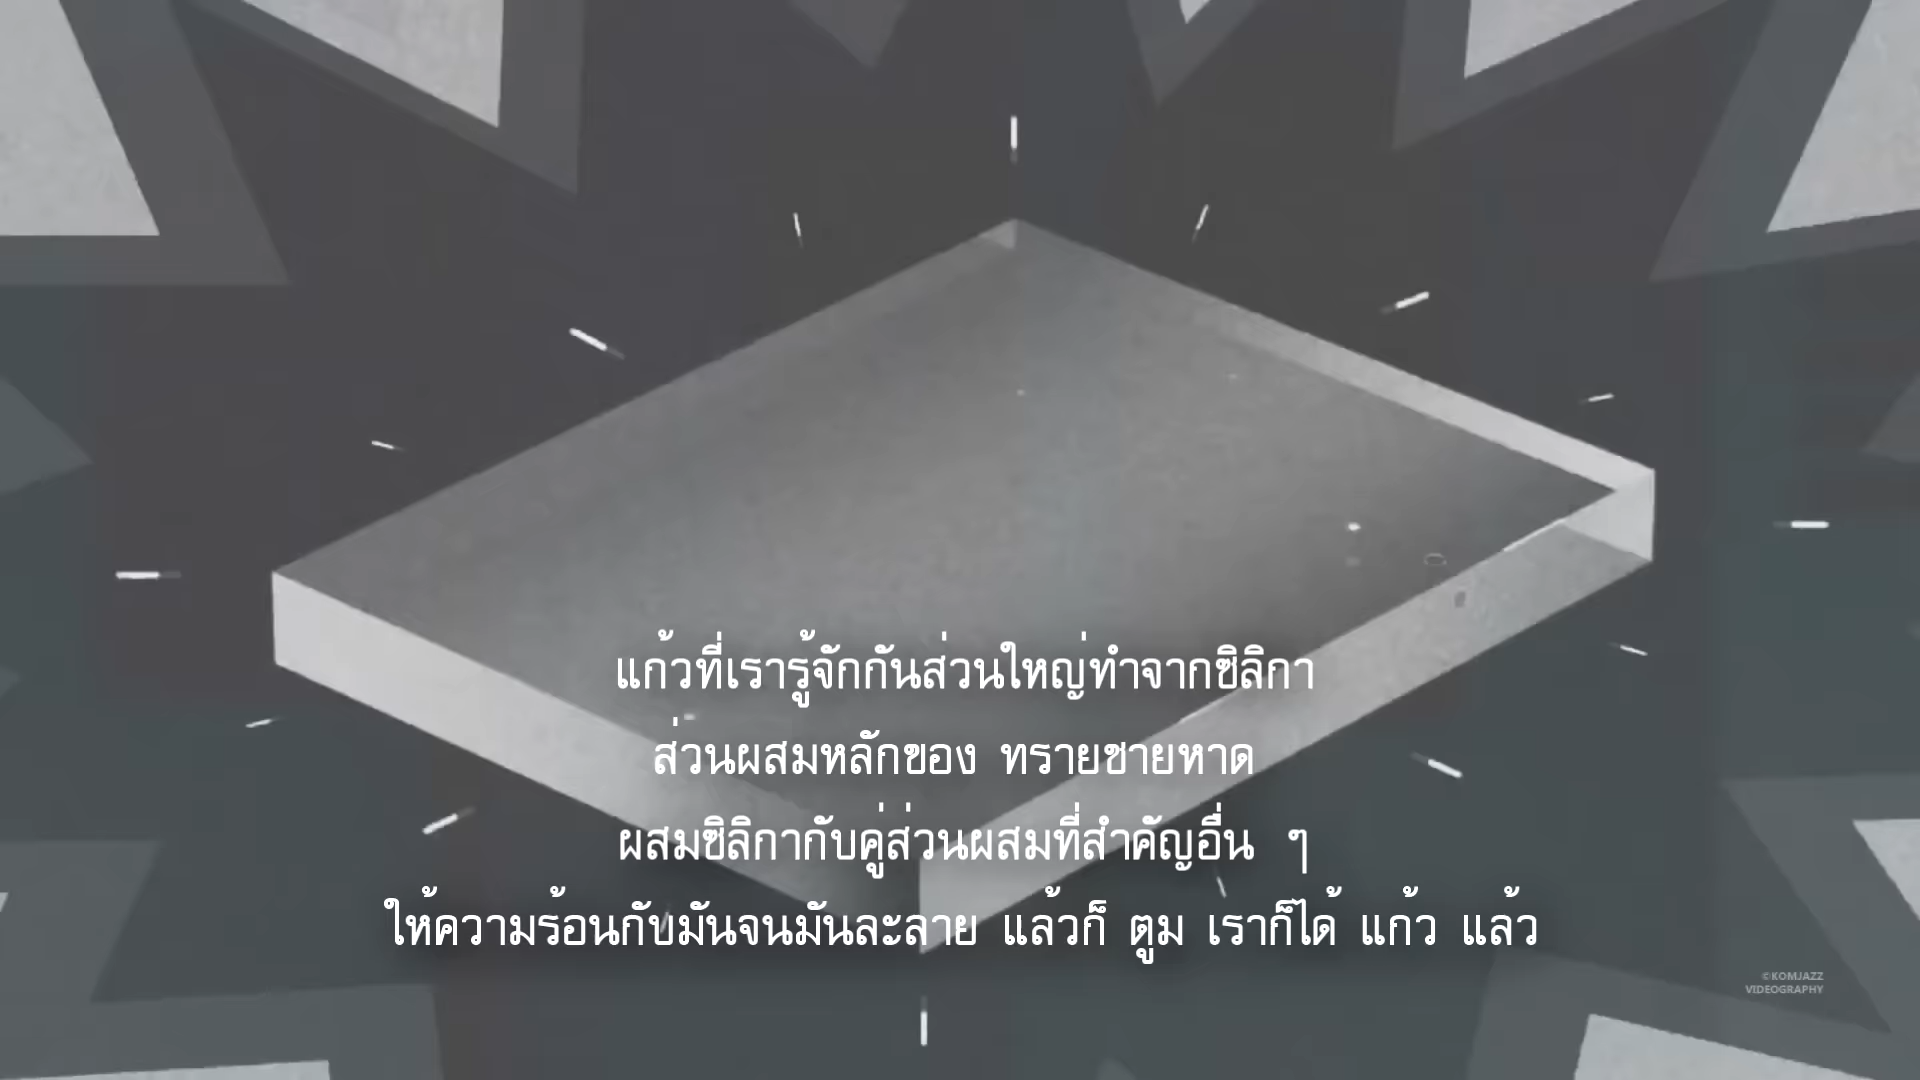 แก้วที่เรารู้จักกันส่วนใหญ่ทำจากซิลิกา
ส่วนผสมหลักของ ทรายชายหาด
ผสมซิลิกากับคู่ส่วนผสมที่สำคัญอื่น ๆ
ให้ความร้อนกับมันจนมันละลาย แล้วก็ ตูม เราก็ได้ แก้ว แล้ว
©KOMJAZZ
VIDEOGRAPHY